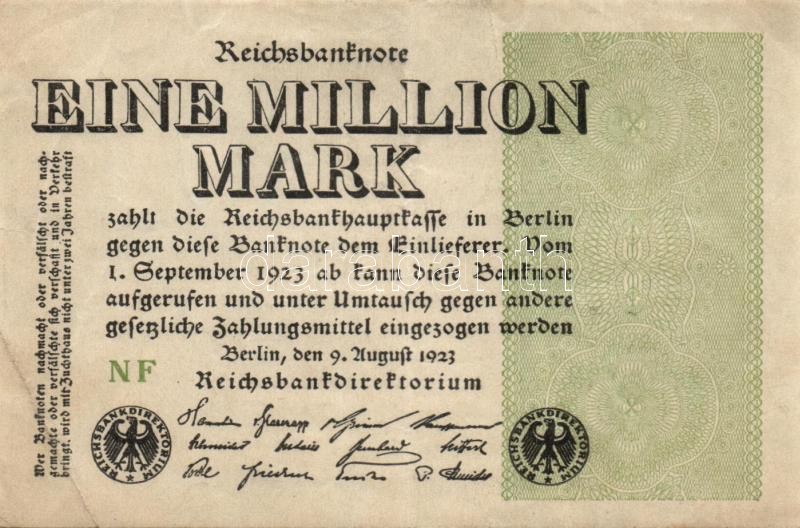 Reichsbanknote
EINE MILLION
MARK
zahlt die Reichsbankhauptkasse in Berlin
gegen diese Banknote dem Einlieferer. Vom
1. September 1923 ab kann diese Banknote
aufgerufen und unter Umtausch gegen andere
gesetzliche Zahlungsmittel eingezogen werden
Berlin, den 9. August 1923
Reichsbankdirektorium
NF
Wer Banknoten nachmacht oder verfälscht oder nach-
gemachte oder verfälschte sich verschafft und in Verkehr
bringt, wird mit Zuchthaus nicht unter zwei Jahren bestraft
REICHSBANKDIREKTORIUM
REICHSBANKDIREKTORIUM
darabanth